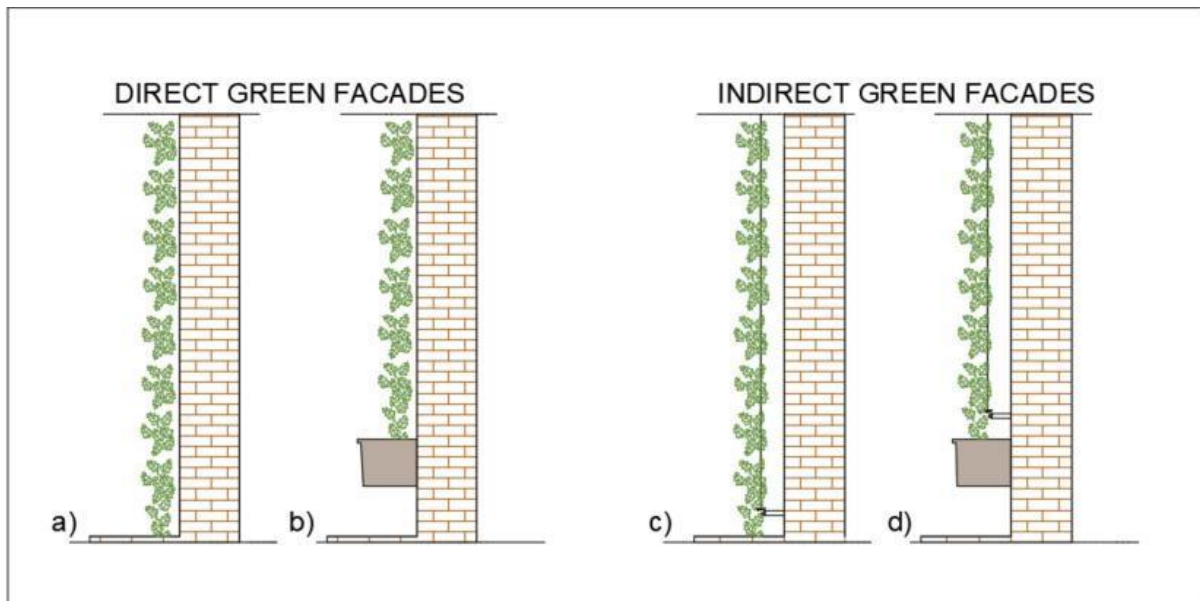 DIRECT GREEN FACADES
INDIRECT GREEN FACADES
a)
b)
c)
d)